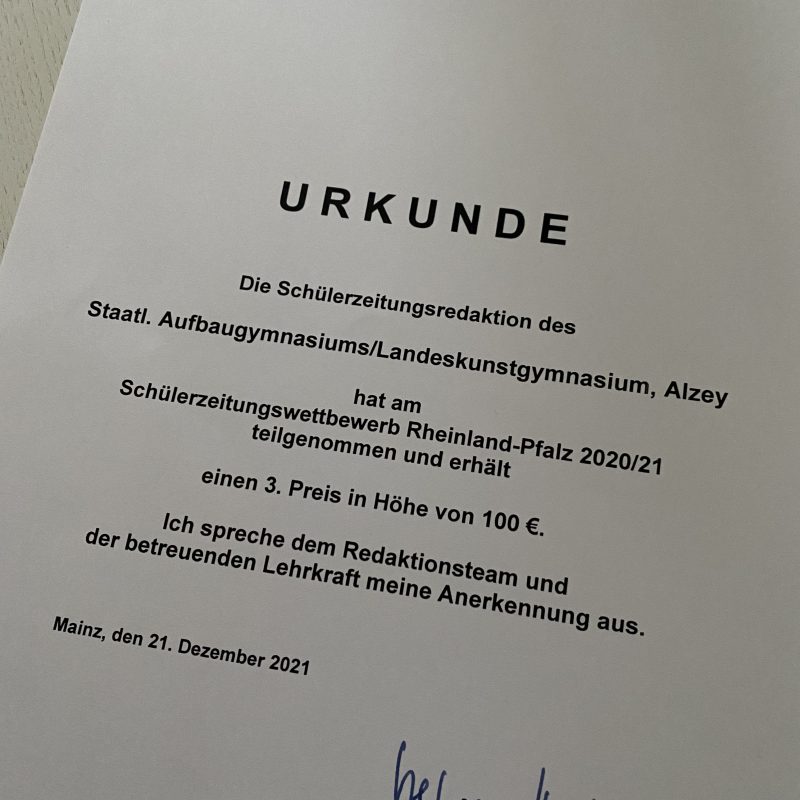 URKUNDE
Die Schülerzeitungsredaktion des
Staatl. Aufbaugymnasiums/Landeskunstgymnasium, Alzey
hat am
Schülerzeitungswettbewerb Rheinland-Pfalz 2020/21
teilgenommen und erhält
einen 3. Preis in Höhe von 100 €.
Ich spreche dem Redaktionsteam und
der betreuenden Lehrkraft meine Anerkennung aus.
Mainz, den 21. Dezember 2021